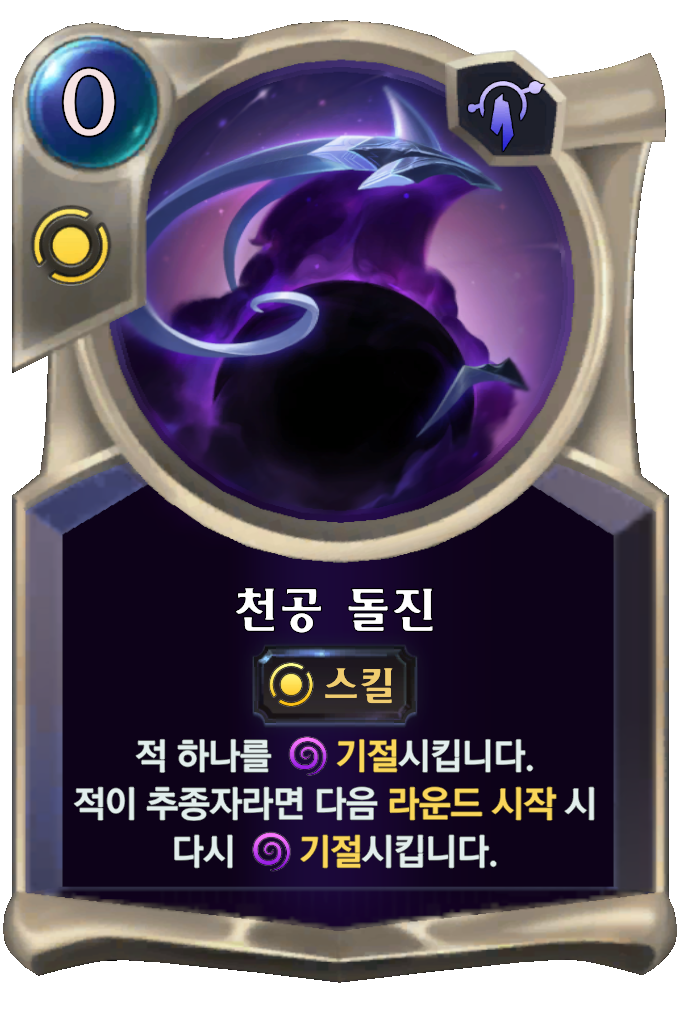 0
천공 돌진
스킬
적 하나를 기절시킵니다.
적이 추종자라면 다음 라운드 시작 시
다시 기절시킵니다.